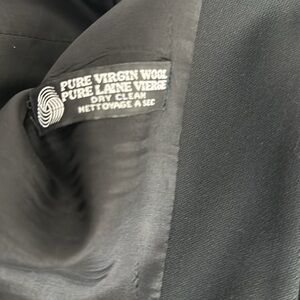 PURE VIRGIN WOOL
PURE LAINE VIERGE
DRY CLEAN
NETTOYAGE A SEC